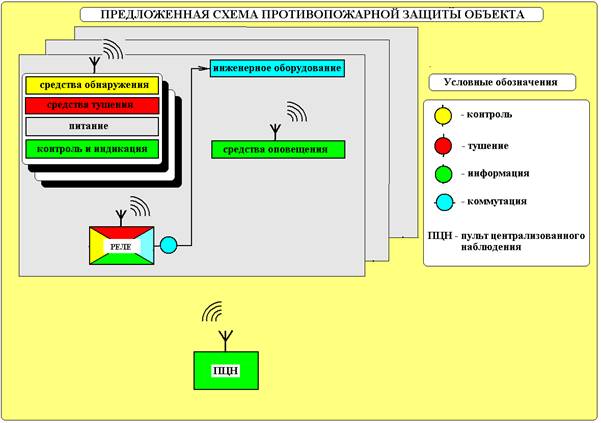 ПРЕДЛОЖЕННАЯ СХЕМА ПРОТИВОПОЖАРНОЙ ЗАЩИТЫ ОБЪЕКТА
средства обнаружения
средства тушения
питание
контроль и индикация
инженерное оборудование
средства оповещения
РЕЛЕ
ПЦН
Условные обозначения
- контроль
- тушение
- информация
- коммутация
ПЦН - пульт централизованного
наблюдения